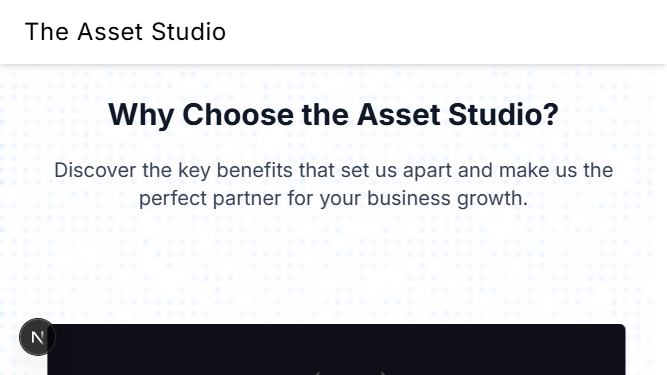 The Asset Studio
Why Choose the Asset Studio?
Discover the key benefits that set us apart and make us the
perfect partner for your business growth.
N